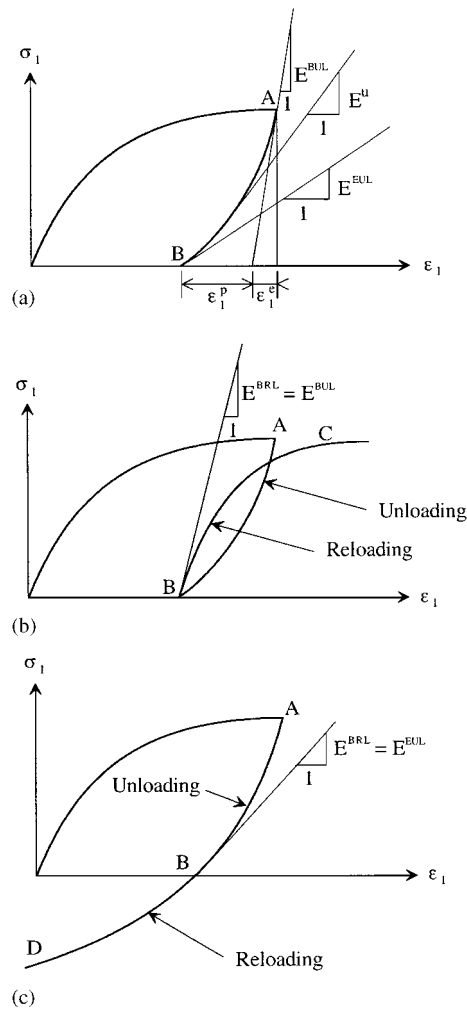 σ₁
A
E^BUL
1
E^u
1
E^EUL
1
B
ε₁
ε₁^p
ε₁^e
(a)
σ₁
E^BRL = E^BUL
1
A
C
Unloading
Reloading
B
ε₁
(b)
σ₁
A
E^BRL = E^EUL
1
Unloading
B
ε₁
D
Reloading
(c)